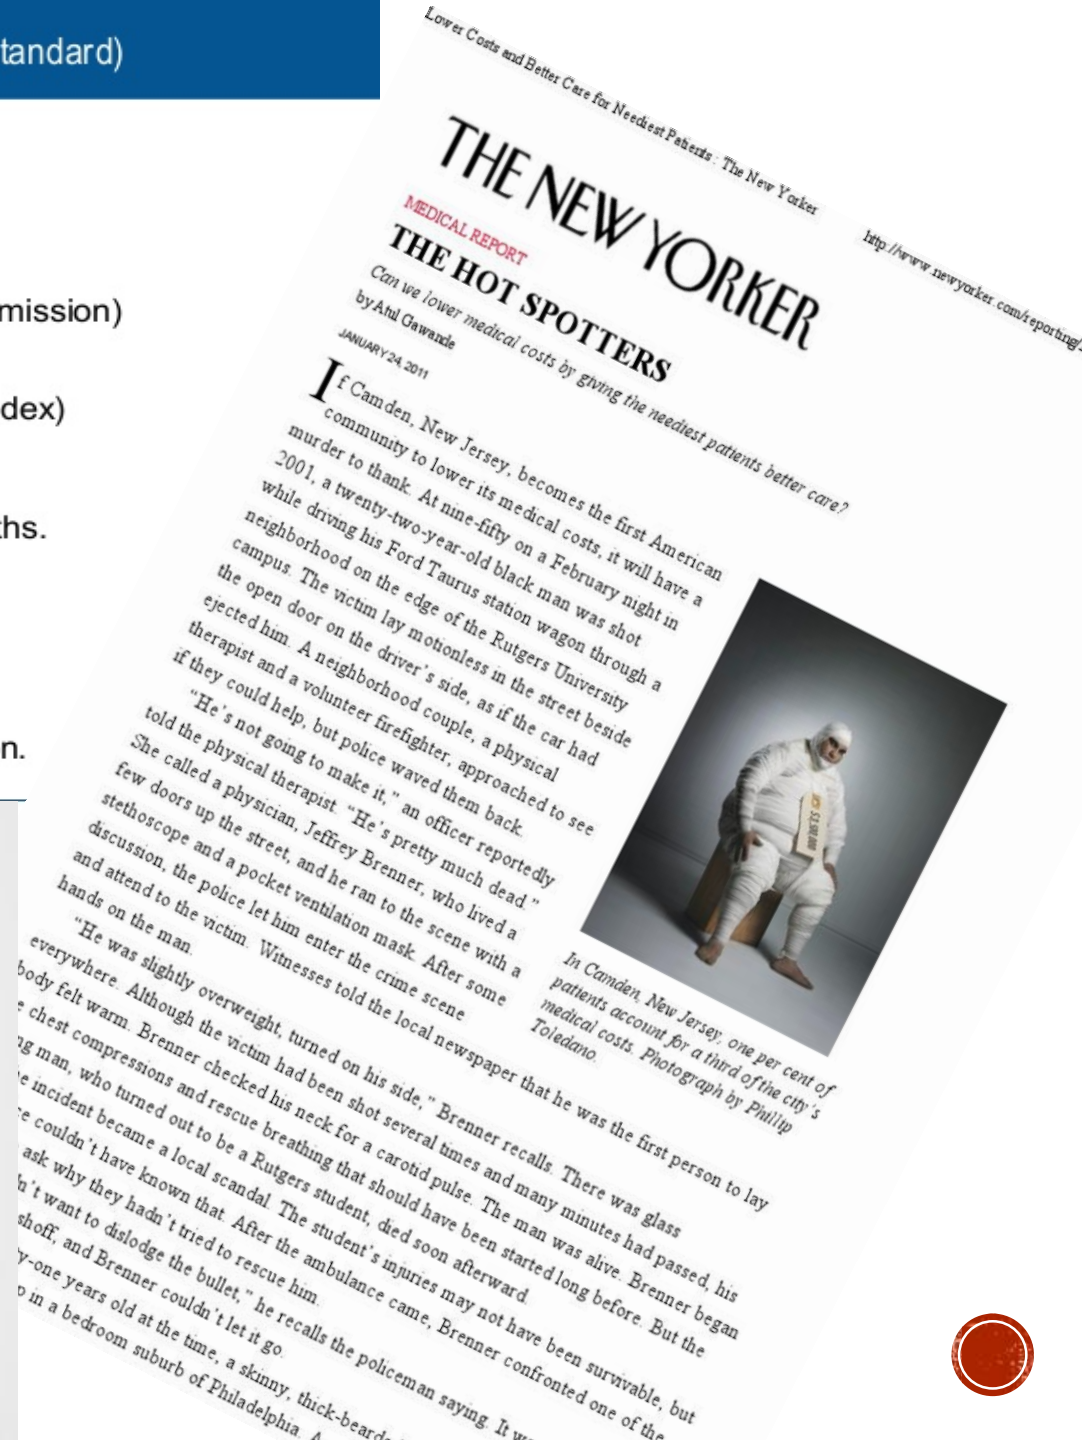 tandard)
mission)
dex)
ths.
n.
Lower Costs and Better Care for Neediest Patients : The New Yorker
http://www.newyorker.com/reporting/
THE NEW YORKER
MEDICAL REPORT
THE HOT SPOTTERS
Can we lower medical costs by giving the neediest patients better care?
by Atul Gawande
JANUARY 24, 2011
If Camden, New Jersey, becomes the first American
community to lower its medical costs, it will have a
murder to thank. At nine-fifty on a February night in
2001, a twenty-two-year-old black man was shot
while driving his Ford Taurus station wagon through a
neighborhood on the edge of the Rutgers University
campus. The victim lay motionless in the street beside
the open door on the driver's side, as if the car had
ejected him. A neighborhood couple, a physical
therapist and a volunteer firefighter, approached to see
if they could help, but police waved them back.
"He's not going to make it," an officer reportedly
told the physical therapist. "He's pretty much dead."
She called a physician, Jeffrey Brenner, who lived a
few doors up the street, and he ran to the scene with a
stethoscope and a pocket ventilation mask. After some
discussion, the police let him enter the crime scene
and attend to the victim. Witnesses told the local newspaper that he was the first person to lay
hands on the man.
"He was slightly overweight, turned on his side," Brenner recalls. There was glass
everywhere. Although the victim had been shot several times and many minutes had passed, his
body felt warm. Brenner checked his neck for a carotid pulse. The man was alive. Brenner began
chest compressions and rescue breathing that should have been started long before. But the
ng man, who turned out to be a Rutgers student, died soon afterward.
e incident became a local scandal. The student's injuries may not have been survivable, but
couldn't have known that. After the ambulance came, Brenner confronted one of the
ask why they hadn't tried to rescue him.
n't want to dislodge the bullet," he recalls the policeman saying. It w
shoff, and Brenner couldn't let it go.
y-one years old at the time, a skinny, thick-beard
p in a bedroom suburb of Philadelphia. A
In Camden, New Jersey, one per cent of
patients account for a third of the city's
medical costs. Photograph by Phillip
Toledano.